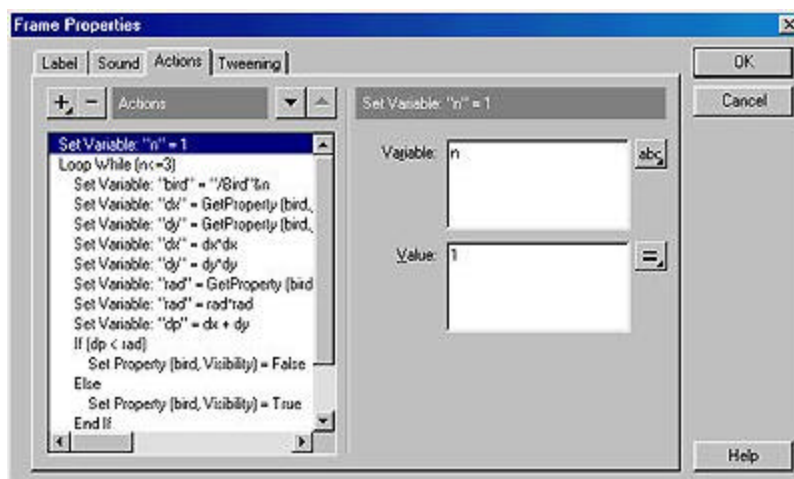 Frame Properties
Label Sound Actions Tweening
OK
Cancel
Help
+ - Actions
Set Variable: "n" = 1
Loop While (n<=3)
Set Variable: "bird" = "/Bird"&n
Set Variable: "dx" = GetProperty (bird,
Set Variable: "dy" = GetProperty (bird,
Set Variable: "dx" = dx*dx
Set Variable: "dy" = dy*dy
Set Variable: "rad" = GetProperty (bird
Set Variable: "rad" = rad*rad
Set Variable: "dp" = dx + dy
If (dp < rad)
Set Property (bird, Visibility) = False
Else
Set Property (bird, Visibility) = True
End If
Set Variable: "n" = 1
Variable: n abc
Value: 1 =